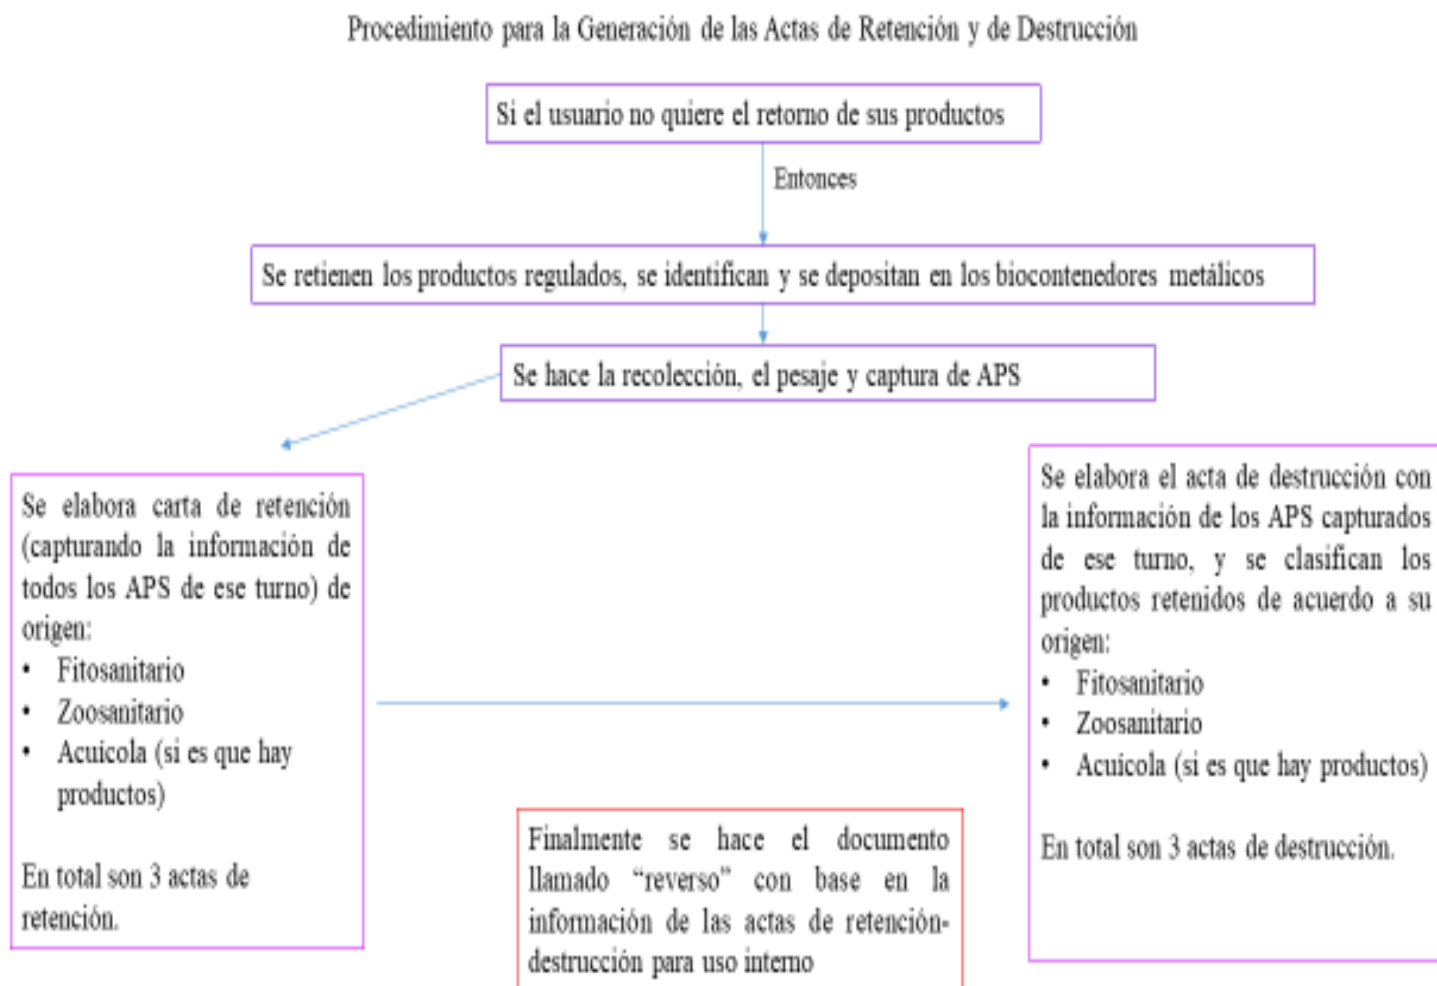 Procedimiento para la Generación de las Actas de Retención y de Destrucción
Si el usuario no quiere el retorno de sus productos
Entonces
Se retienen los productos regulados, se identifican y se depositan en los biocontenedores metálicos
Se hace la recolección, el pesaje y captura de APS
Se elabora carta de retención
(capturando la información de
todos los APS de ese turno) de
origen:
• Fitosanitario
• Zoosanitario
• Acuícola (si es que hay
productos)
En total son 3 actas de
retención.
Se elabora el acta de destrucción con
la información de los APS capturados
de ese turno, y se clasifican los
productos retenidos de acuerdo a su
origen:
• Fitosanitario
• Zoosanitario
• Acuícola (si es que hay productos)
En total son 3 actas de destrucción.
Finalmente se hace el documento
llamado “reverso” con base en la
información de las actas de retención-
destrucción para uso interno